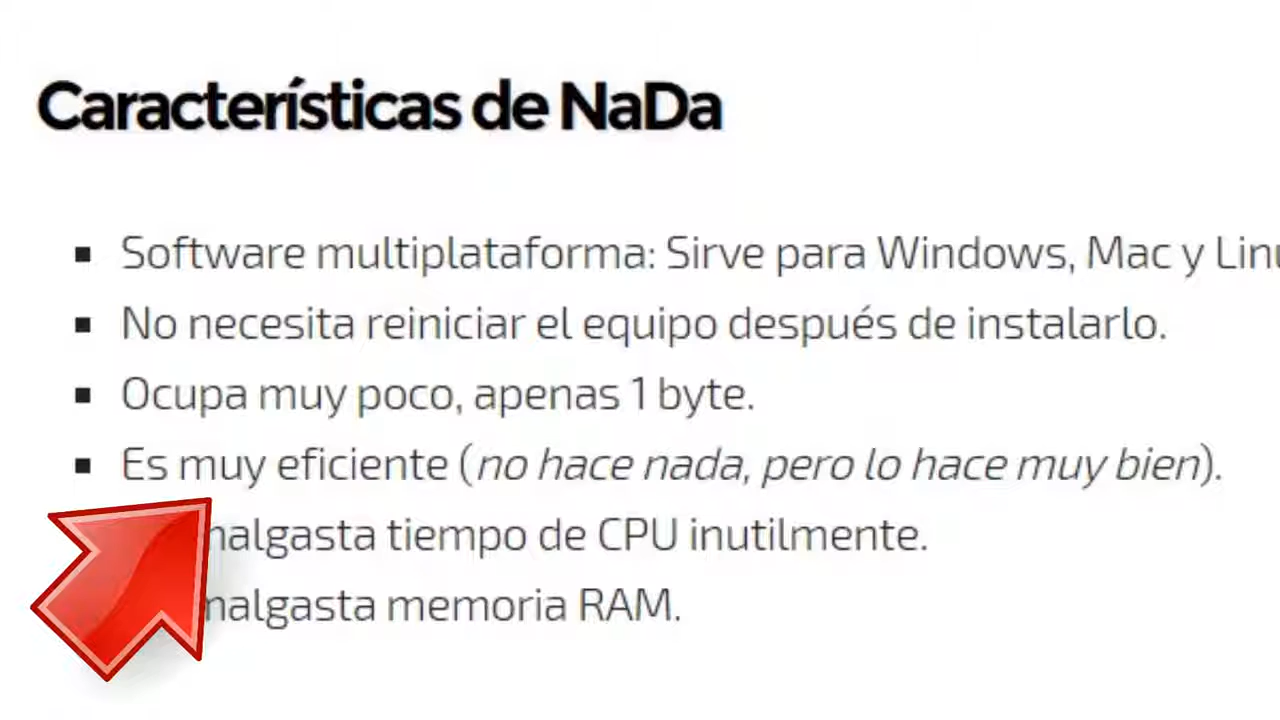 Características de NaDa
Software multiplataforma: Sirve para Windows, Mac y
No necesita reiniciar el equipo después de instalarlo.
Ocupa muy poco, apenas 1 byte.
Es muy eficiente (no hace nada, pero lo hace muy bien).
malgasta tiempo de CPU inutilmente.
malgasta memoria RAM.